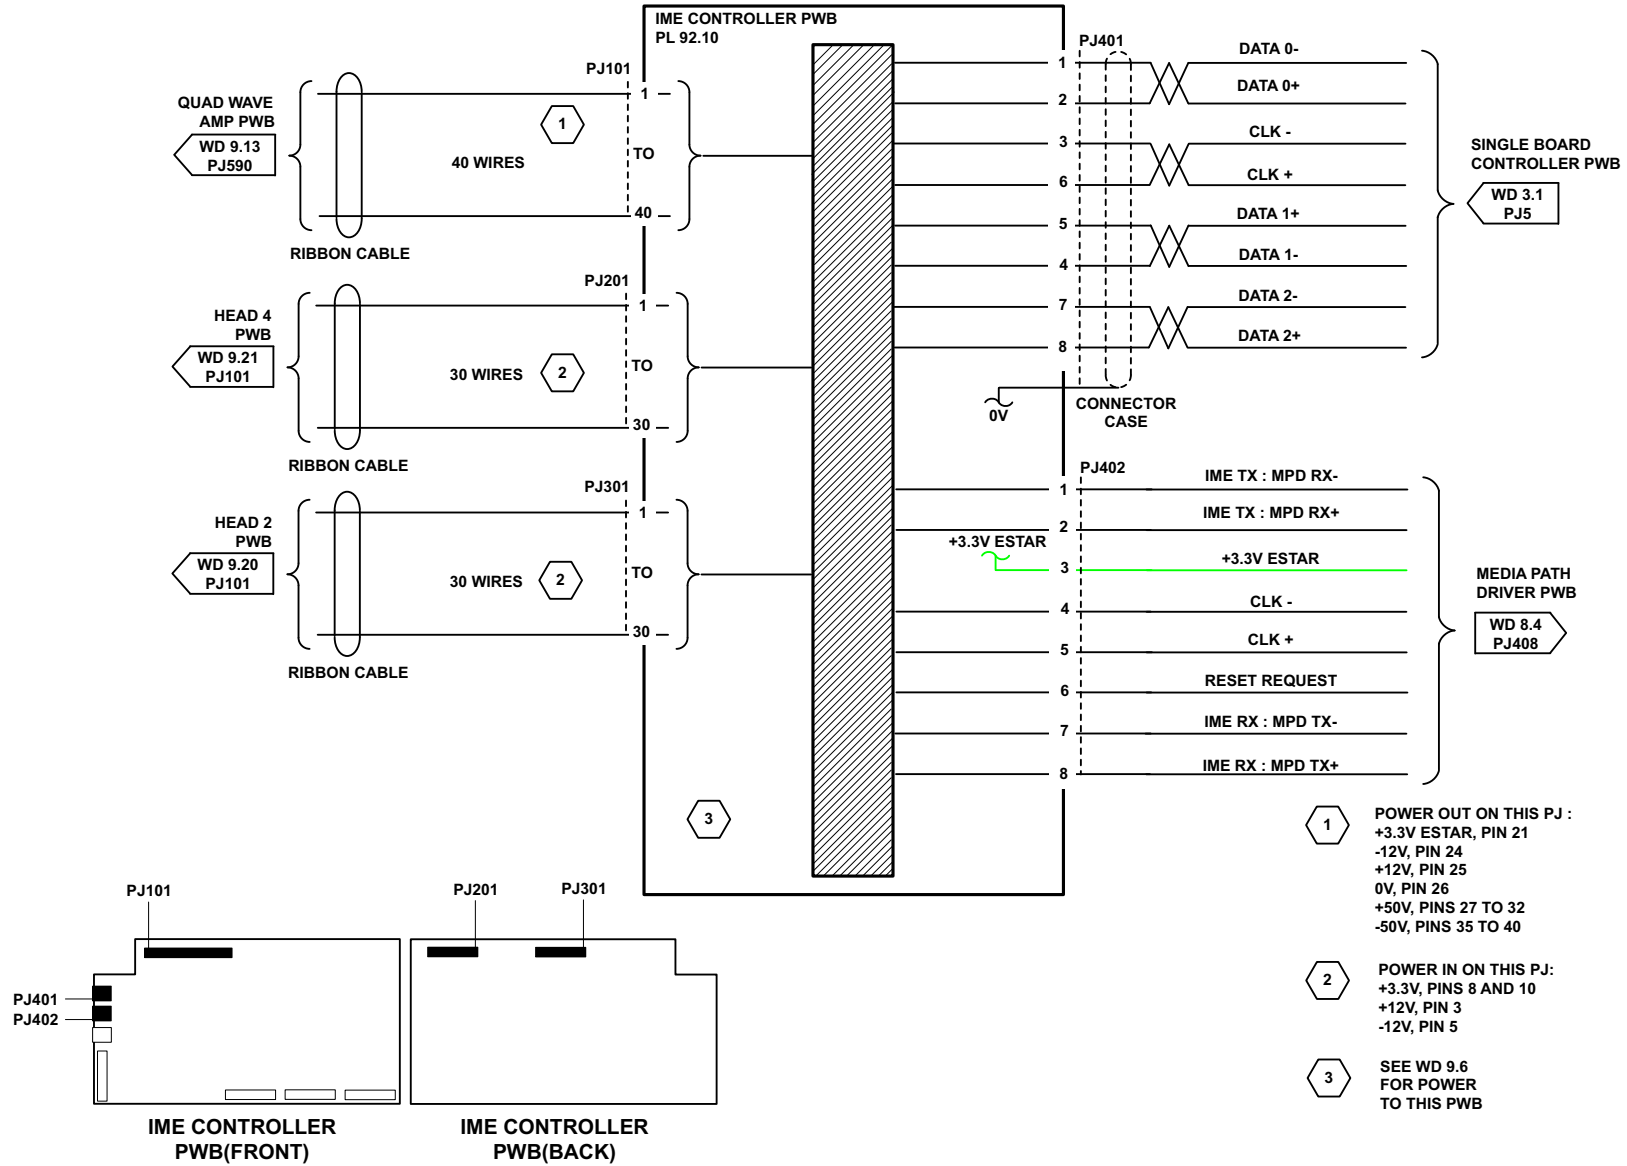 IME CONTROLLER PWB
PL 92.10
PJ101
1
TO
40
QUAD WAVE
AMP PWB
WD 9.13
PJ590
1
40 WIRES
RIBBON CABLE
PJ201
1
TO
30
HEAD 4
PWB
WD 9.21
PJ101
30 WIRES
2
RIBBON CABLE
PJ301
1
TO
30
HEAD 2
PWB
WD 9.20
PJ101
30 WIRES
2
RIBBON CABLE
3
PJ401
1
DATA 0-
2
DATA 0+
3
CLK -
6
CLK +
5
DATA 1+
4
DATA 1-
7
DATA 2-
8
DATA 2+
0V
CONNECTOR
CASE
SINGLE BOARD
CONTROLLER PWB
WD 3.1
PJ5
PJ402
1
IME TX : MPD RX-
2
IME TX : MPD RX+
+3.3V ESTAR
3
+3.3V ESTAR
4
CLK -
5
CLK +
6
RESET REQUEST
7
IME RX : MPD TX-
8
IME RX : MPD TX+
MEDIA PATH
DRIVER PWB
WD 8.4
PJ408
1
POWER OUT ON THIS PJ :
+3.3V ESTAR, PIN 21
-12V, PIN 24
+12V, PIN 25
0V, PIN 26
+50V, PINS 27 TO 32
-50V, PINS 35 TO 40
2
POWER IN ON THIS PJ:
+3.3V, PINS 8 AND 10
+12V, PIN 3
-12V, PIN 5
3
SEE WD 9.6
FOR POWER
TO THIS PWB
PJ101
PJ401
PJ402
IME CONTROLLER
PWB(FRONT)
PJ201
PJ301
IME CONTROLLER
PWB(BACK)